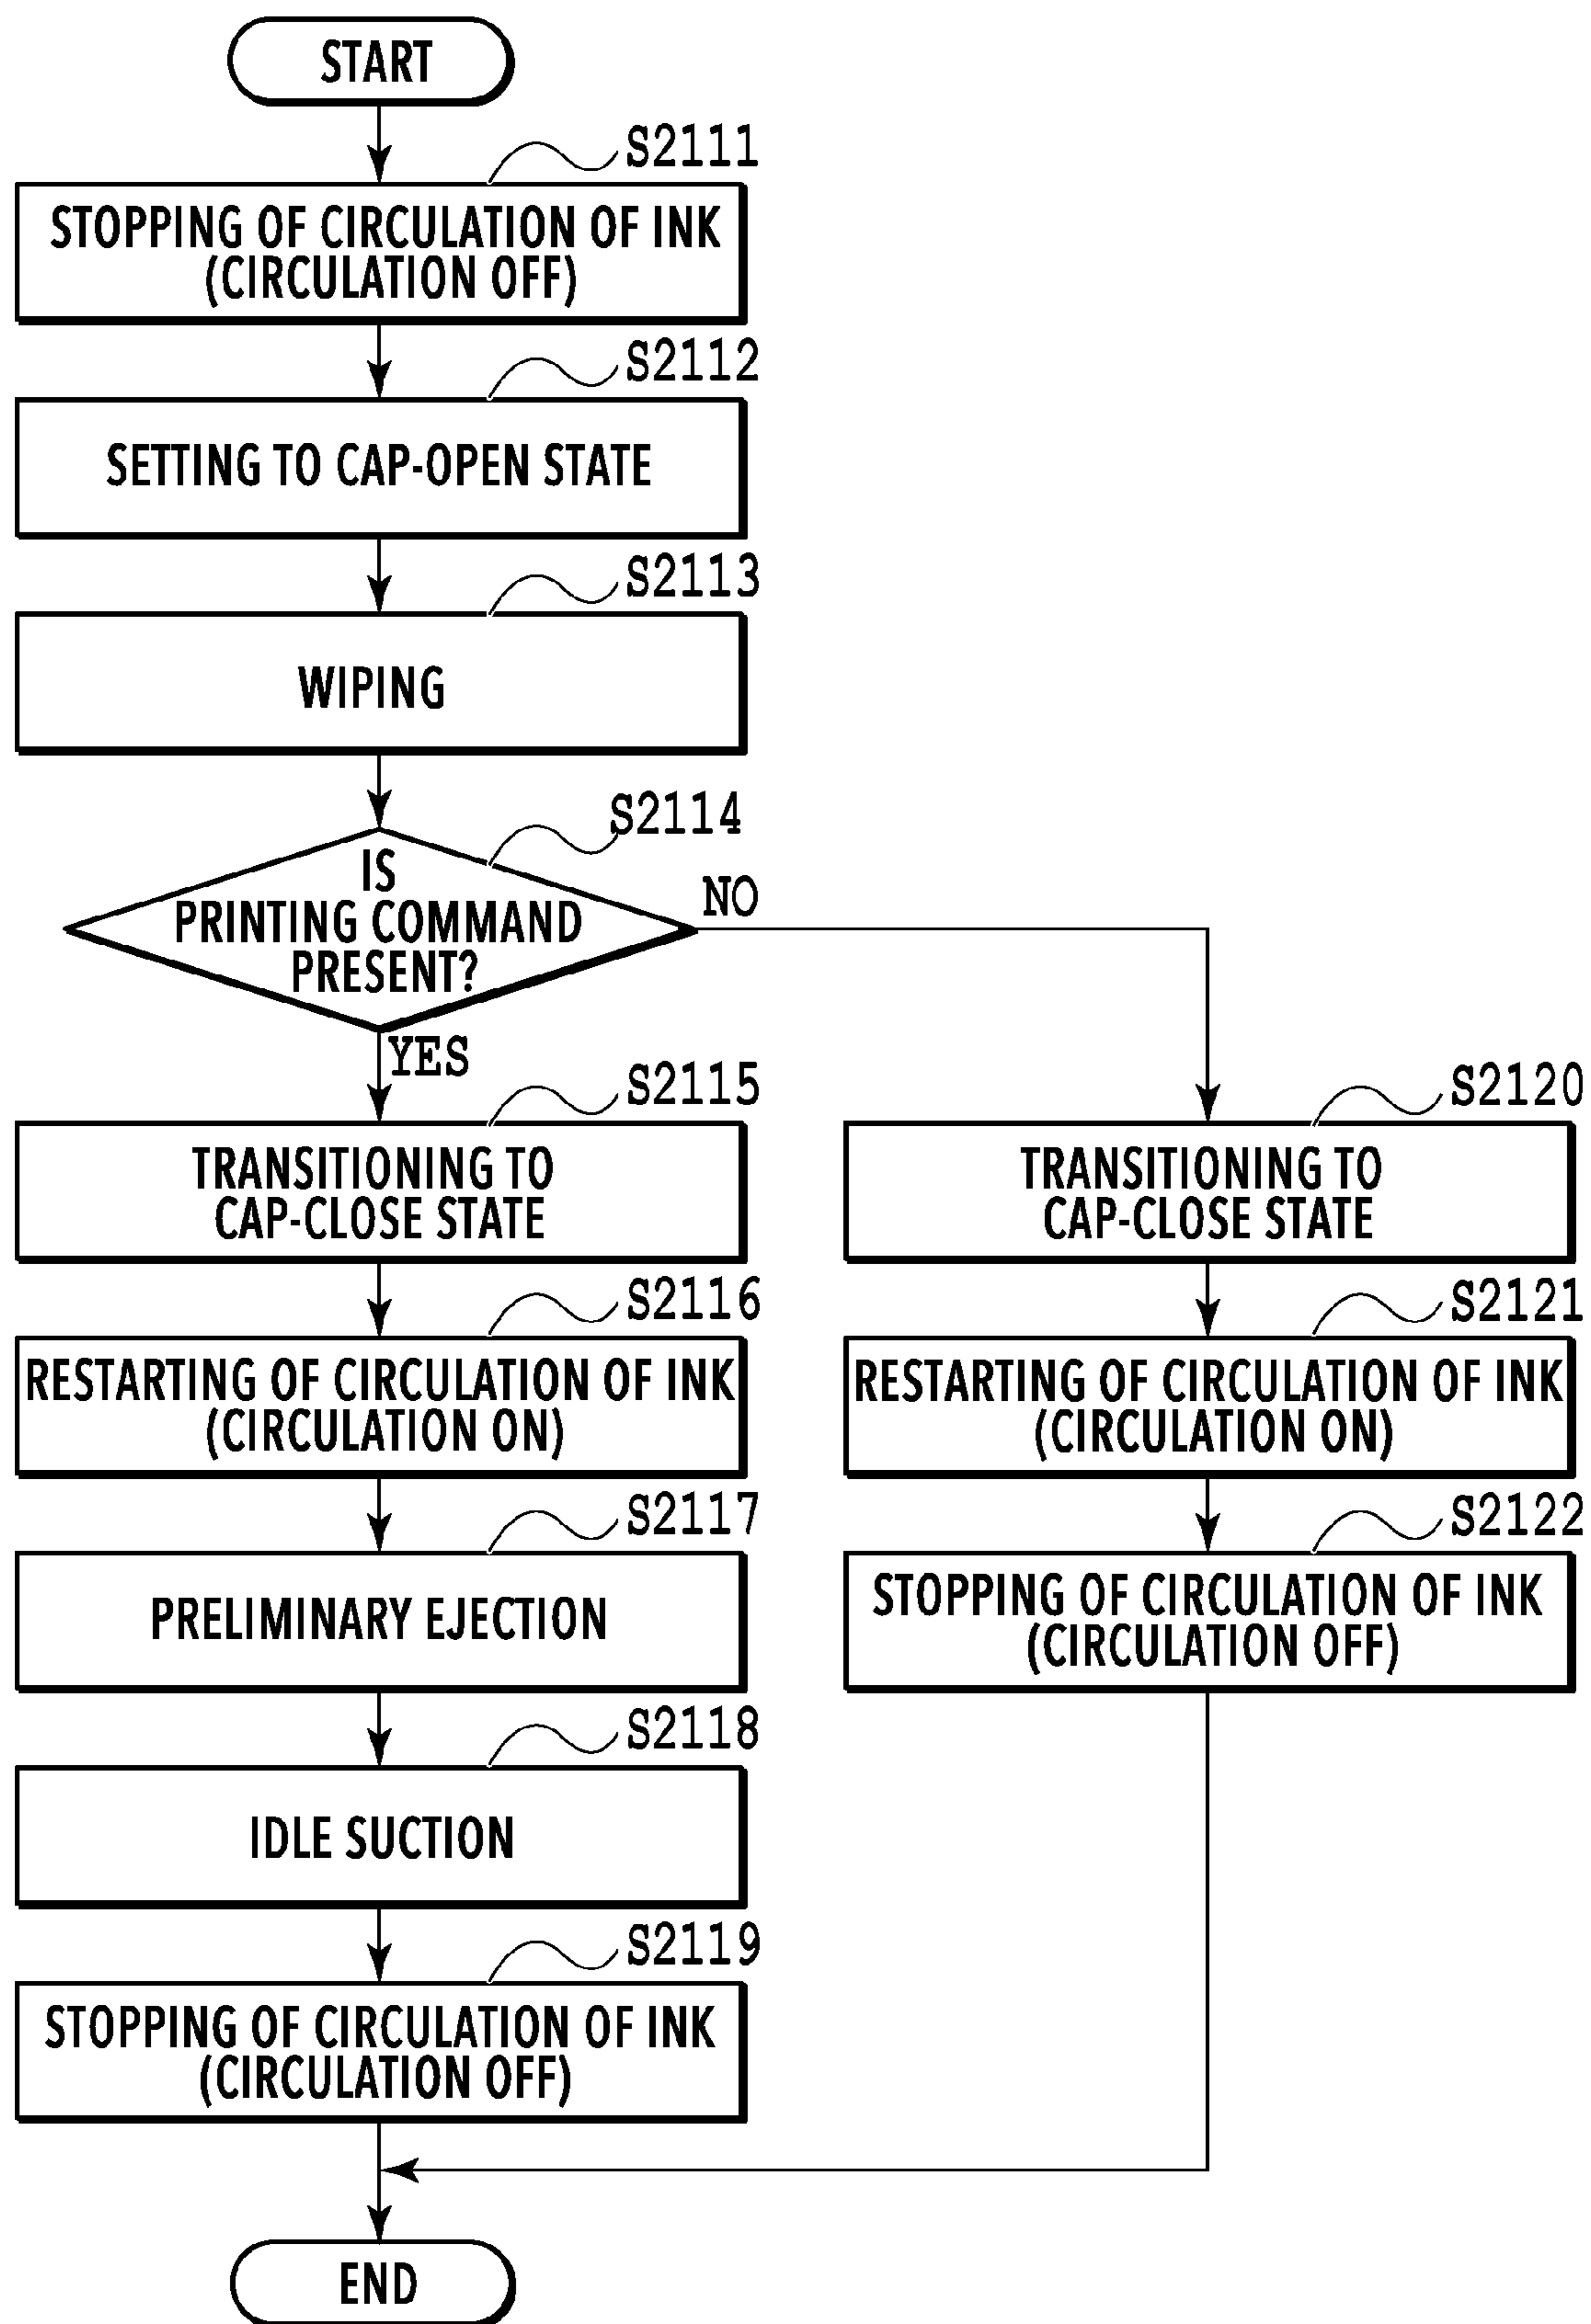 START
S2111
STOPPING OF CIRCULATION OF INK
(CIRCULATION OFF)
S2112
SETTING TO CAP-OPEN STATE
S2113
WIPING
S2114
IS
PRINTING COMMAND
PRESENT?
NO
YES
S2115
TRANSITIONING TO
CAP-CLOSE STATE
S2116
RESTARTING OF CIRCULATION OF INK
(CIRCULATION ON)
S2117
PRELIMINARY EJECTION
S2118
IDLE SUCTION
S2119
STOPPING OF CIRCULATION OF INK
(CIRCULATION OFF)
S2120
TRANSITIONING TO
CAP-CLOSE STATE
S2121
RESTARTING OF CIRCULATION OF INK
(CIRCULATION ON)
S2122
STOPPING OF CIRCULATION OF INK
(CIRCULATION OFF)
END